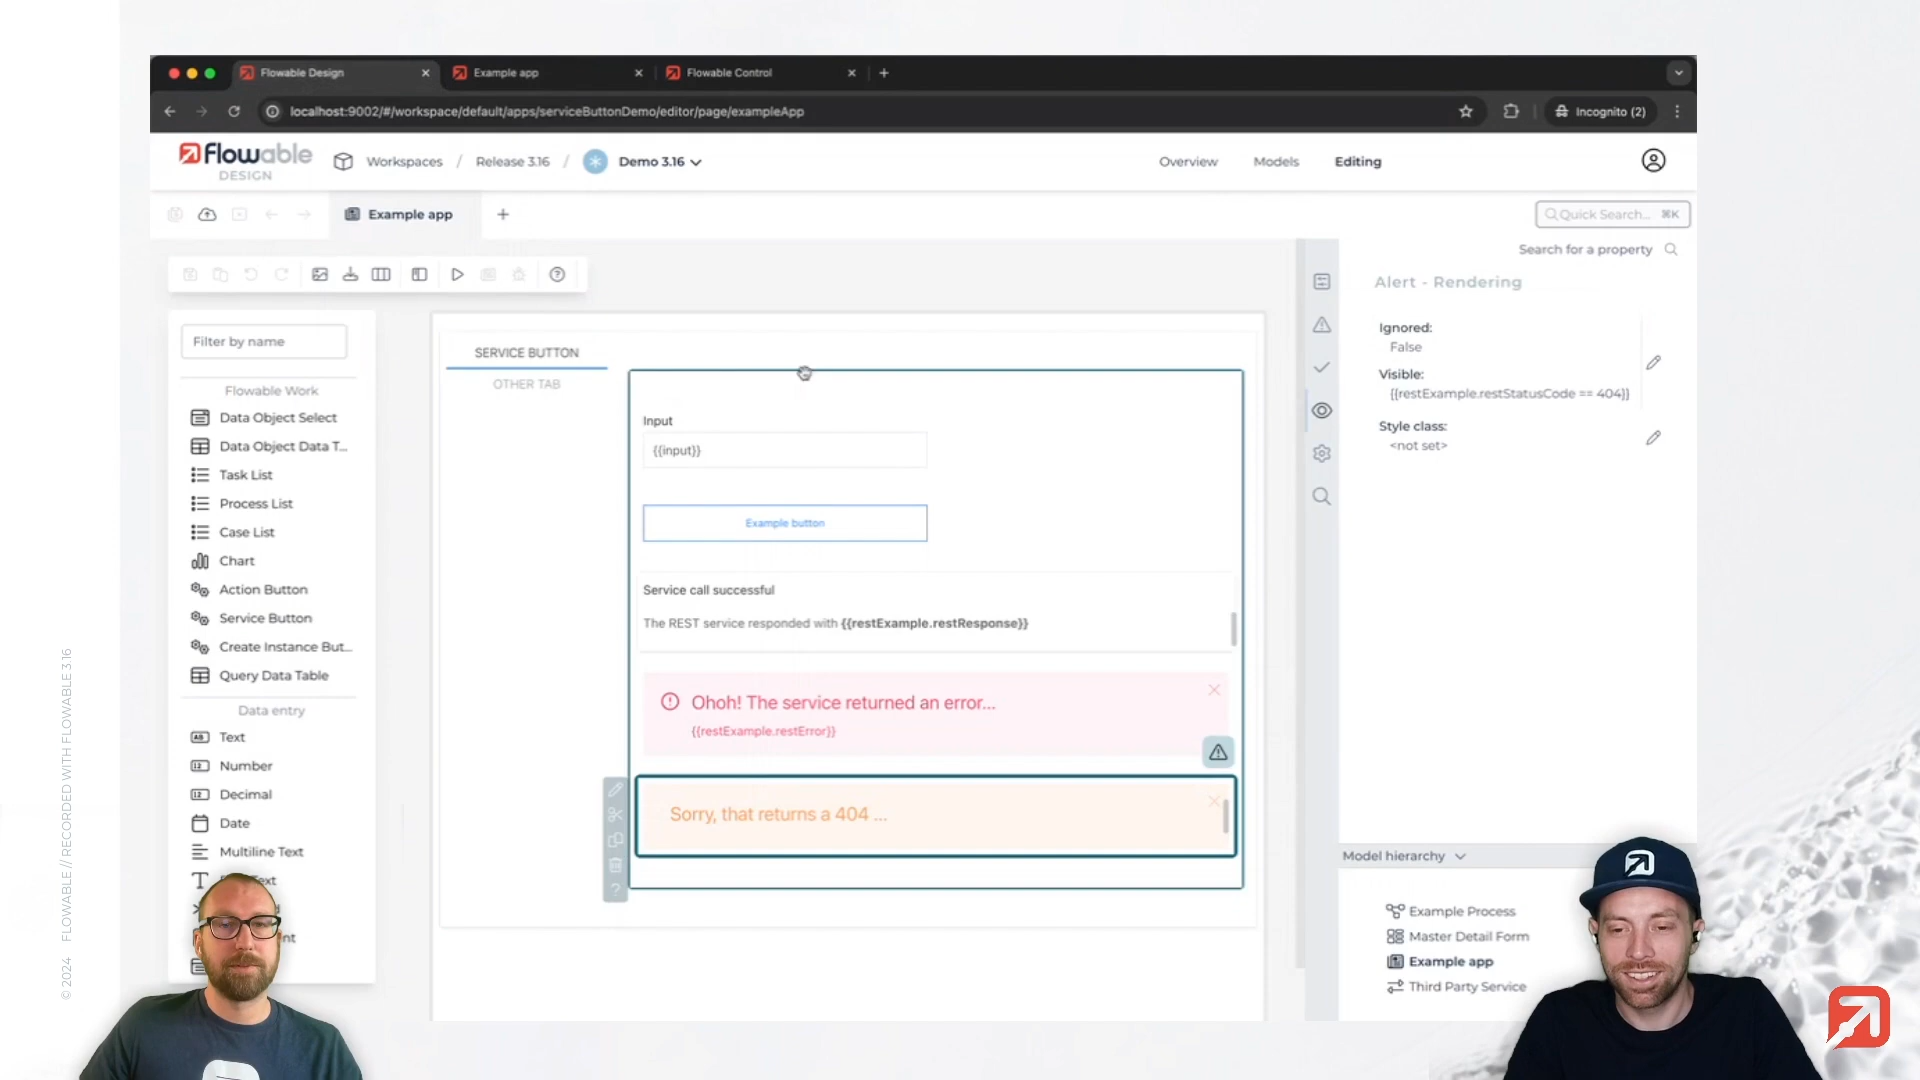 Flowable Design
Example app
Flowable Control
localhost:9002/#/workspace/default/apps/serviceButtonDemo/editor/page/exampleApp
Incognito (2)
flowable
DESIGN
Workspaces / Release 3.16 / Demo 3.16
Overview
Models
Editing
Example app
Quick Search... ⌘K
Search for a property
Filter by name
Flowable Work
Data Object Select
Data Object Data T...
Task List
Process List
Case List
Chart
Action Button
Service Button
Create Instance But...
Query Data Table
Data entry
Text
Number
Decimal
Date
Multiline Text
SERVICE BUTTON
OTHER TAB
Input
{{input}}
Example button
Service call successful
The REST service responded with {{restExample.restResponse}}
Ohoh! The service returned an error...
{{restExample.restError}}
Sorry, that returns a 404 ...
Alert - Rendering
Ignored:
False
Visible:
{{restExample.restStatusCode == 404}}
Style class:
<not set>
Model hierarchy
Example Process
Master Detail Form
Example app
Third Party Service
© 2024 FLOWABLE // RECORDED WITH FLOWABLE 3.16